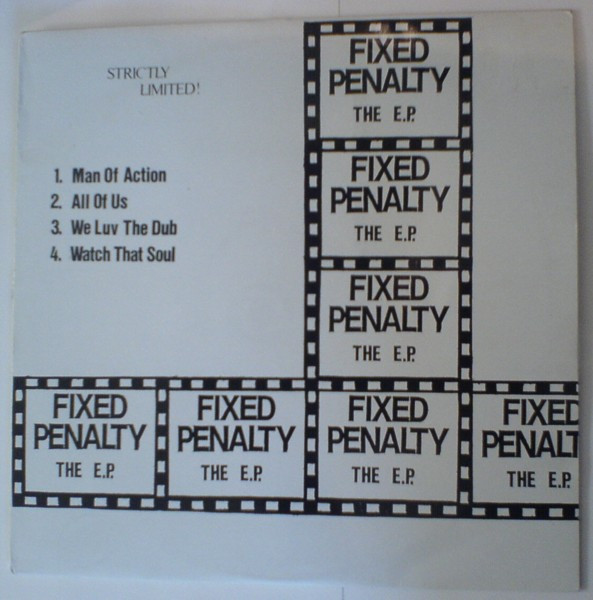 STRICTLY
LIMITED!
1. Man Of Action
2. All Of Us
3. We Luv The Dub
4. Watch That Soul
FIXED
PENALTY
THE E.P.
FIXED
PENALTY
THE E.P.
FIXED
PENALTY
THE E.P.
FIXED
PENALTY
THE E.P.
FIXED
PENALTY
THE E.P.
FIXED
PENALTY
THE E.P.
FIXED
PENALT
THE E.P.